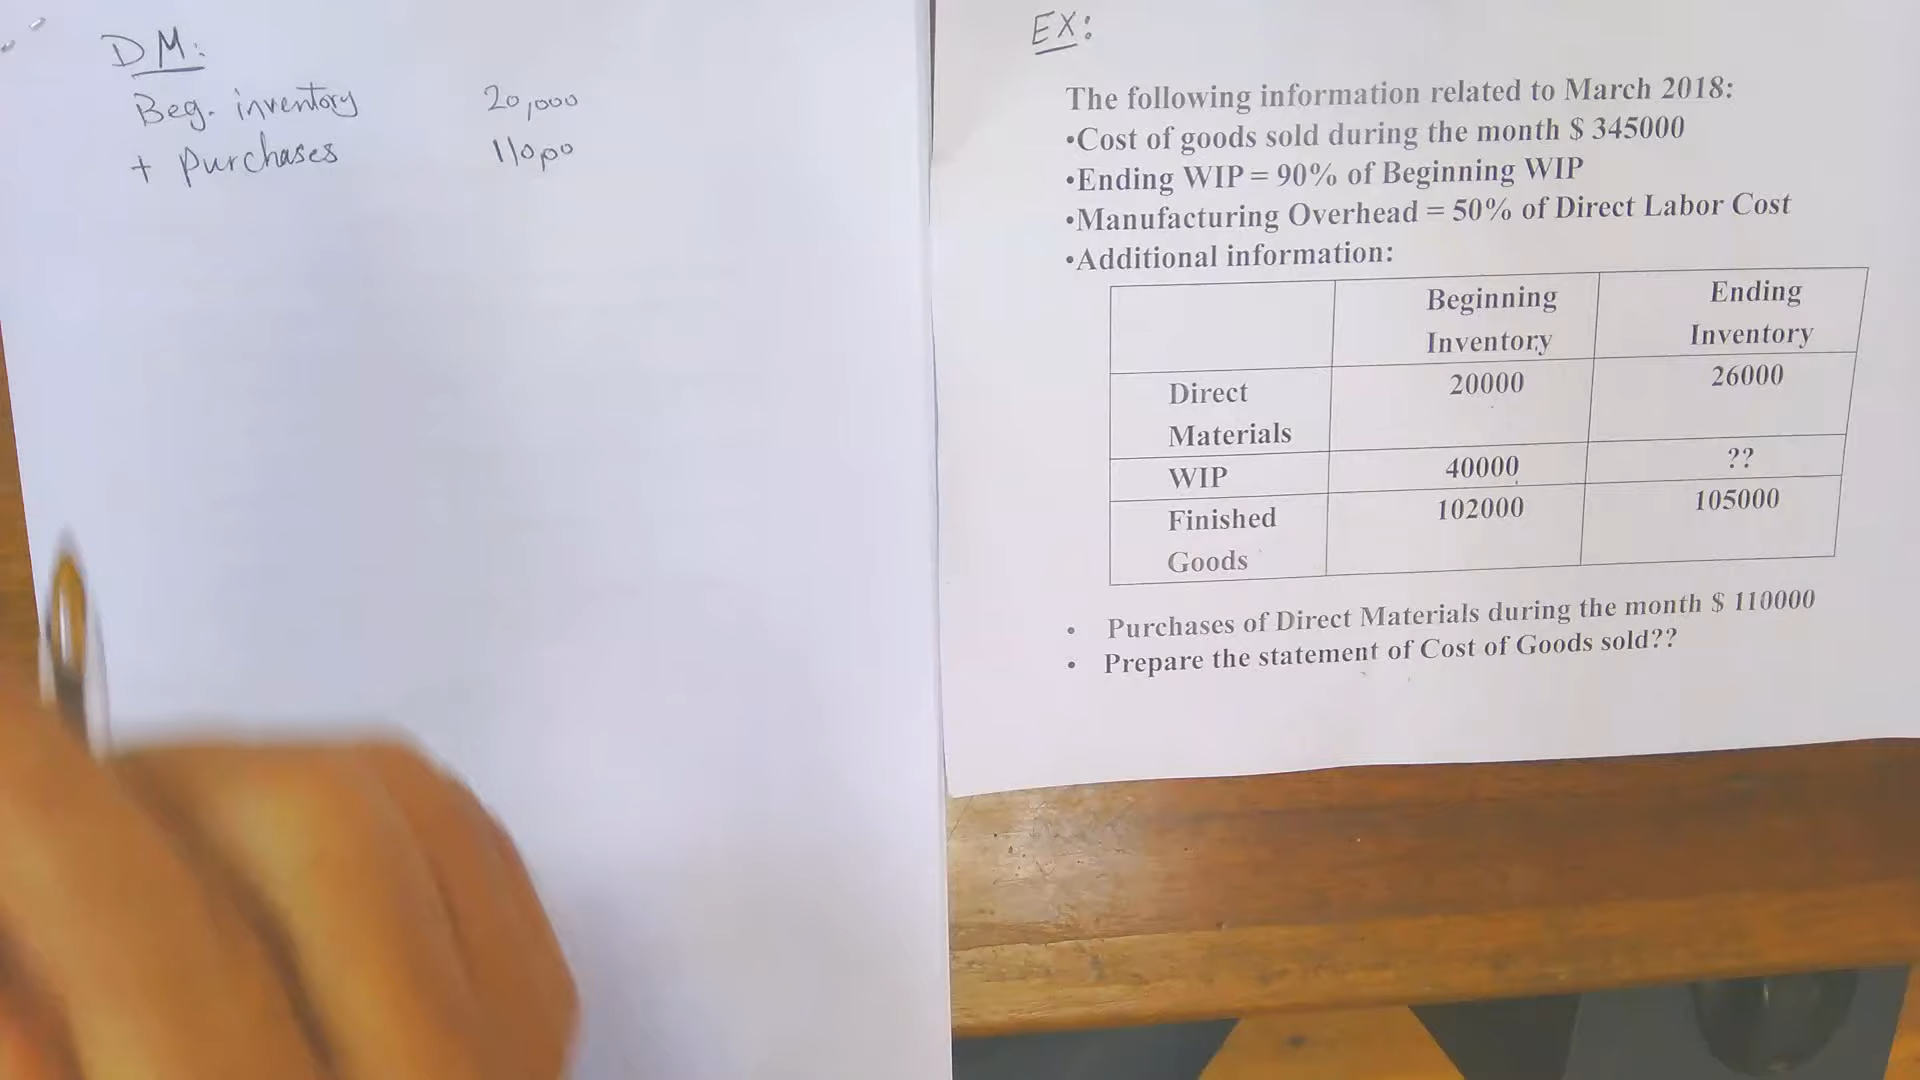 DM:
Beg. inventory 20,000
+ Purchases 110,00
EX:
The following information related to March 2018:
•Cost of goods sold during the month $ 345000
•Ending WIP = 90% of Beginning WIP
•Manufacturing Overhead = 50% of Direct Labor Cost
•Additional information:
Beginning Inventory Ending Inventory
Direct Materials 20000 26000
WIP 40000 ??
Finished Goods 102000 105000
• Purchases of Direct Materials during the month $ 110000
• Prepare the statement of Cost of Goods sold??